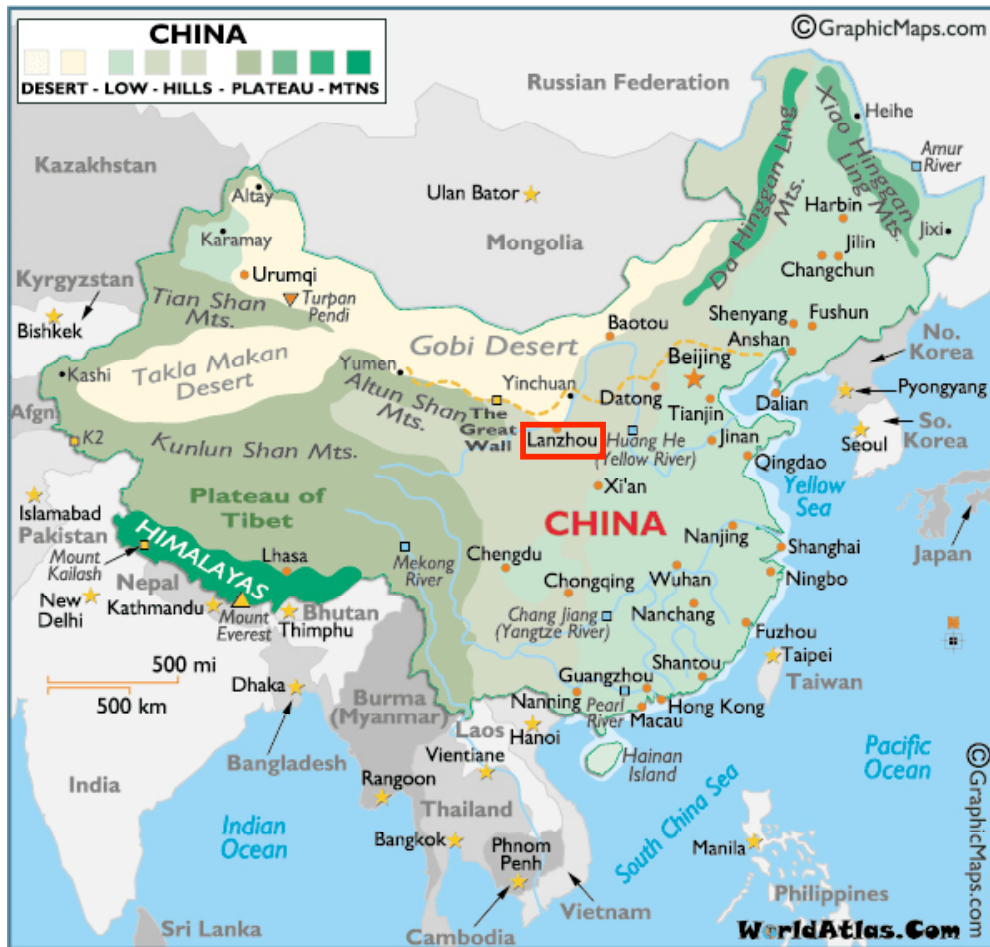 CHINA
DESERT - LOW - HILLS - PLATEAU - MTNS
©GraphicMaps.com
Russian Federation
Kazakhstan
Heihe
Amur
River
Da Hinggan Ling
Mts.
Xiao Hinggan
Ling Mts.
Altay
Ulan Bator
Harbin
Karamay
Mongolia
Jixi
Jilin
Urumqi
Changchun
Kyrgyzstan
Turpan
Pendi
Tian Shan
Mts.
Bishkek
Baotou
Shenyang
Fushun
Anshan
Gobi Desert
Beijing
No.
Korea
Takla Makan
Desert
Yumen
Kashi
Yinchuan
Altun Shan
Mts.
Datong
Pyongyang
Tianjin
Dalian
Afgn.
The
Great
Wall
So.
Korea
K2
Kunlun Shan Mts.
Lanzhou
Huang He
(Yellow River)
Jinan
Seoul
Qingdao
Xi'an
Yellow
Sea
Plateau of
Tibet
Islamabad
Pakistan
CHINA
HIMALAYAS
Nanjing
Shanghai
Japan
Mount
Kailash
Lhasa
Mekong
River
Chengdu
Nepal
Wuhan
Ningbo
Chongqing
New
Delhi
Kathmandu
Bhutan
Mount
Everest
Thimphu
Chang Jiang
(Yangtze River)
Nanchang
Fuzhou
500 mi
500 km
Taipei
Taiwan
Shantou
Guangzhou
Dhaka
Burma
(Myanmar)
Nanning
Pearl
River
Hong Kong
Macau
Laos
Hanoi
Bangladesh
Vientiane
Hainan
Island
Pacific
Ocean
India
Rangoon
South China Sea
Thailand
Indian
Ocean
Bangkok
Phnom
Penh
Manila
©GraphicMaps.com
Philippines
Vietnam
Sri Lanka
Cambodia
WorldAtlas.Com
N